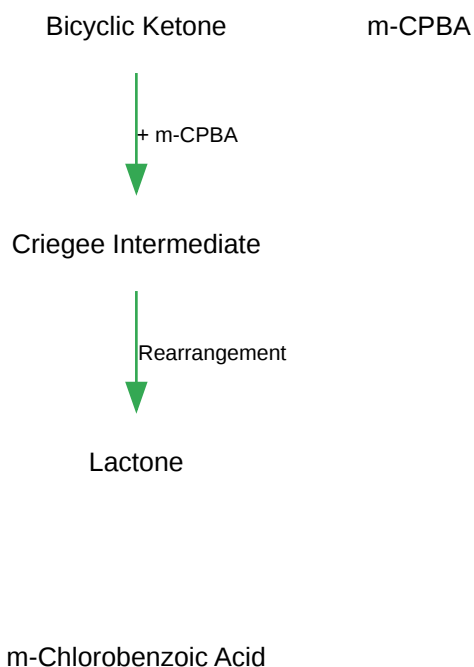 Bicyclic Ketone
m-CPBA
+ m-CPBA
Criegee Intermediate
Rearrangement
Lactone
m-Chlorobenzoic Acid